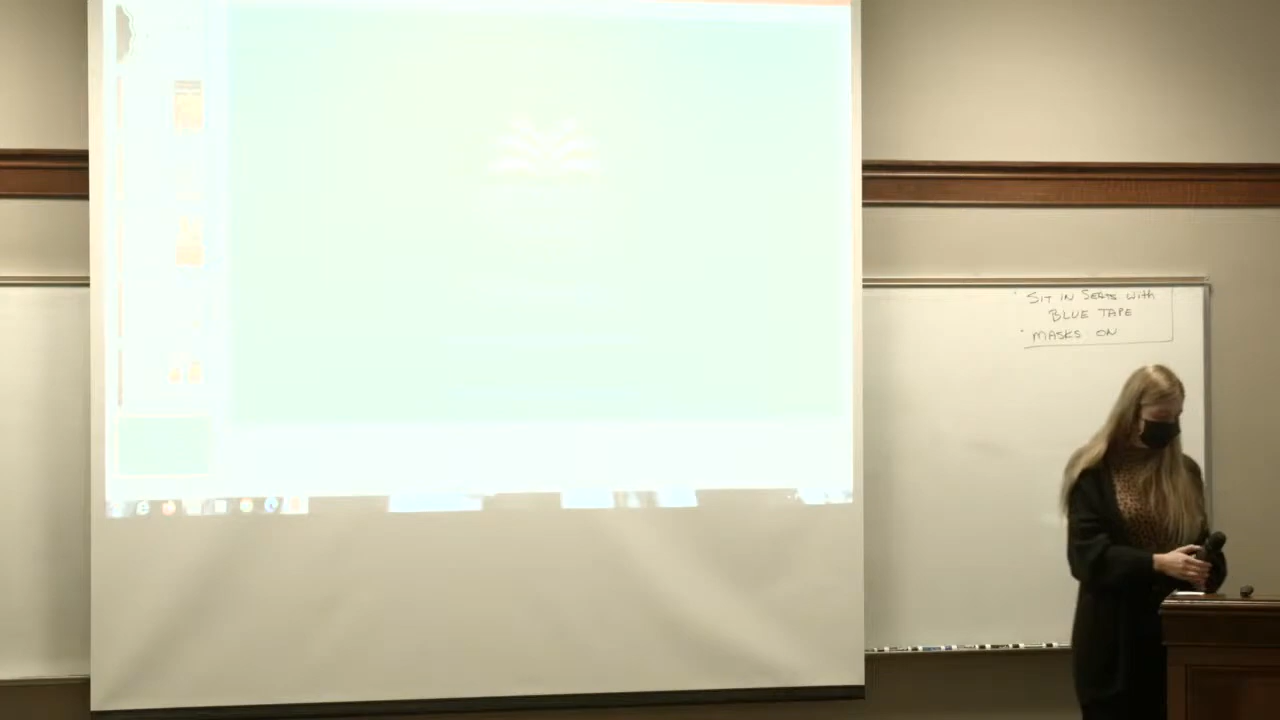 · SIT IN SEATS WITH
BLUE TAPE
· MASKS ON